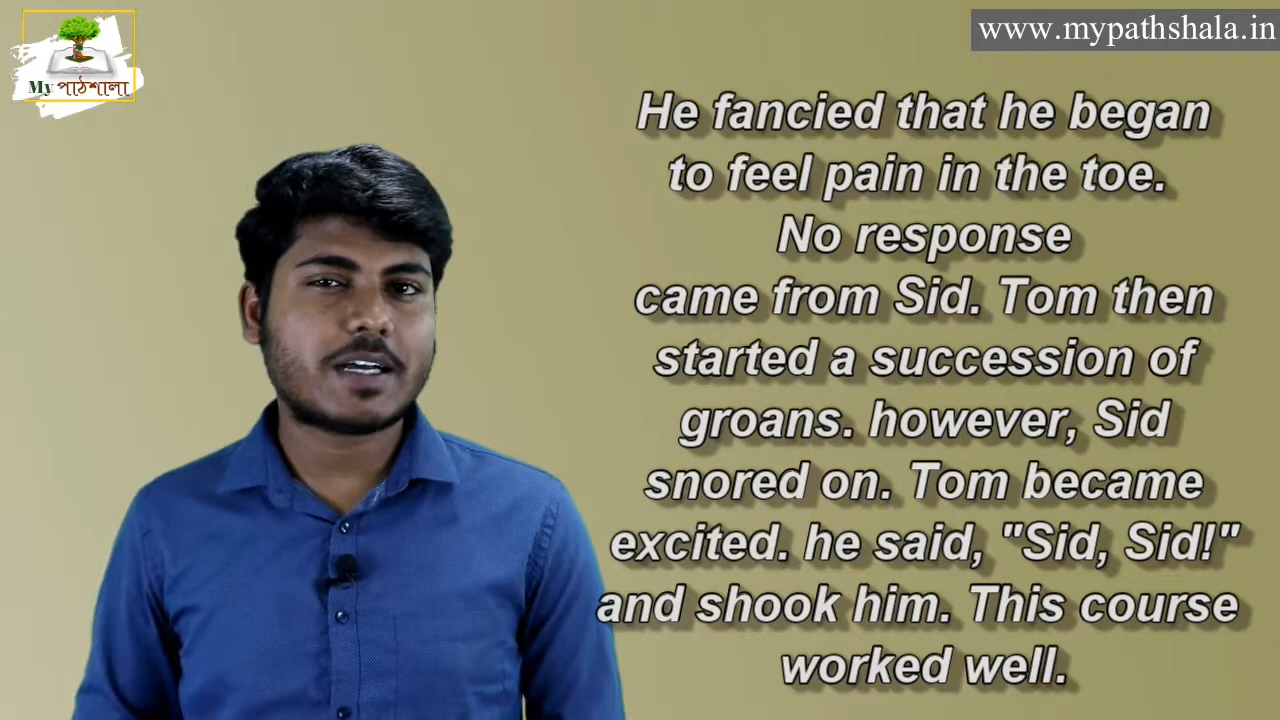 My পাঠশালা
www.mypathshala.in
He fancied that he began
to feel pain in the toe.
No response
came from Sid. Tom then
started a succession of
groans. however, Sid
snored on. Tom became
excited. he said, "Sid, Sid!"
and shook him. This course
worked well.